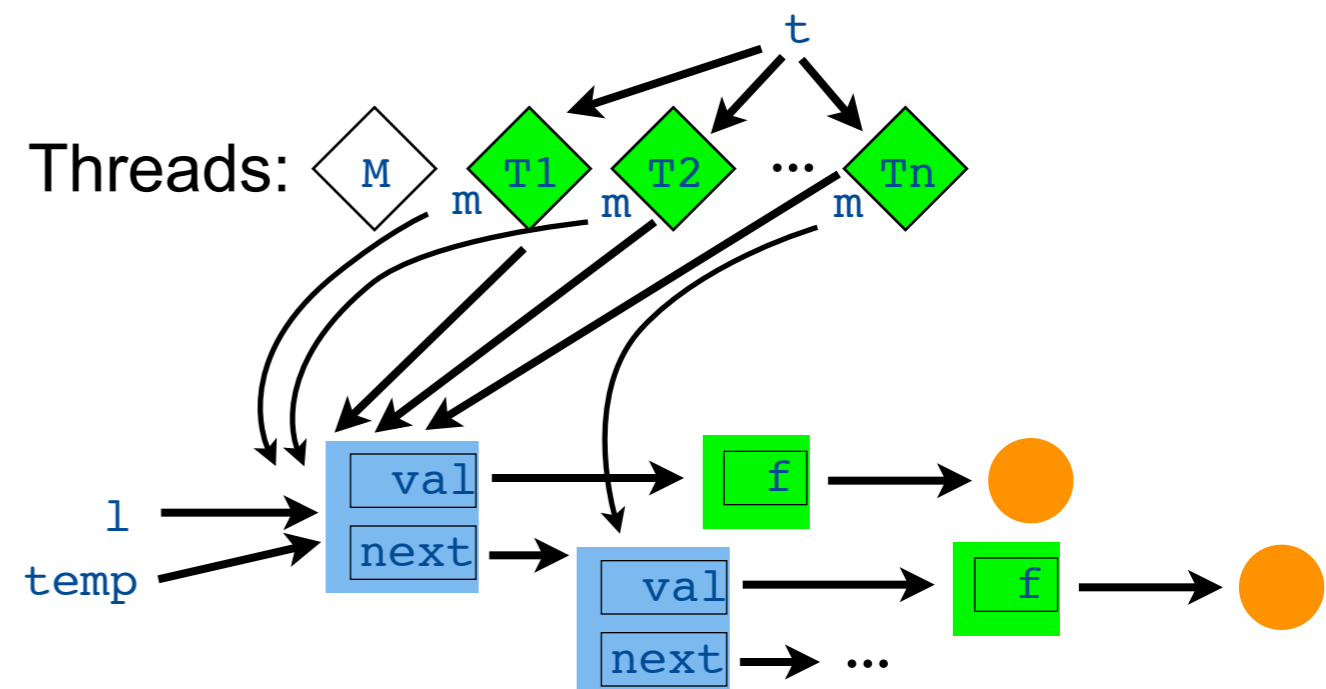 t
Threads: M T1 T2 ... Tn
m m m
val f
l
next
temp
val f
next ...